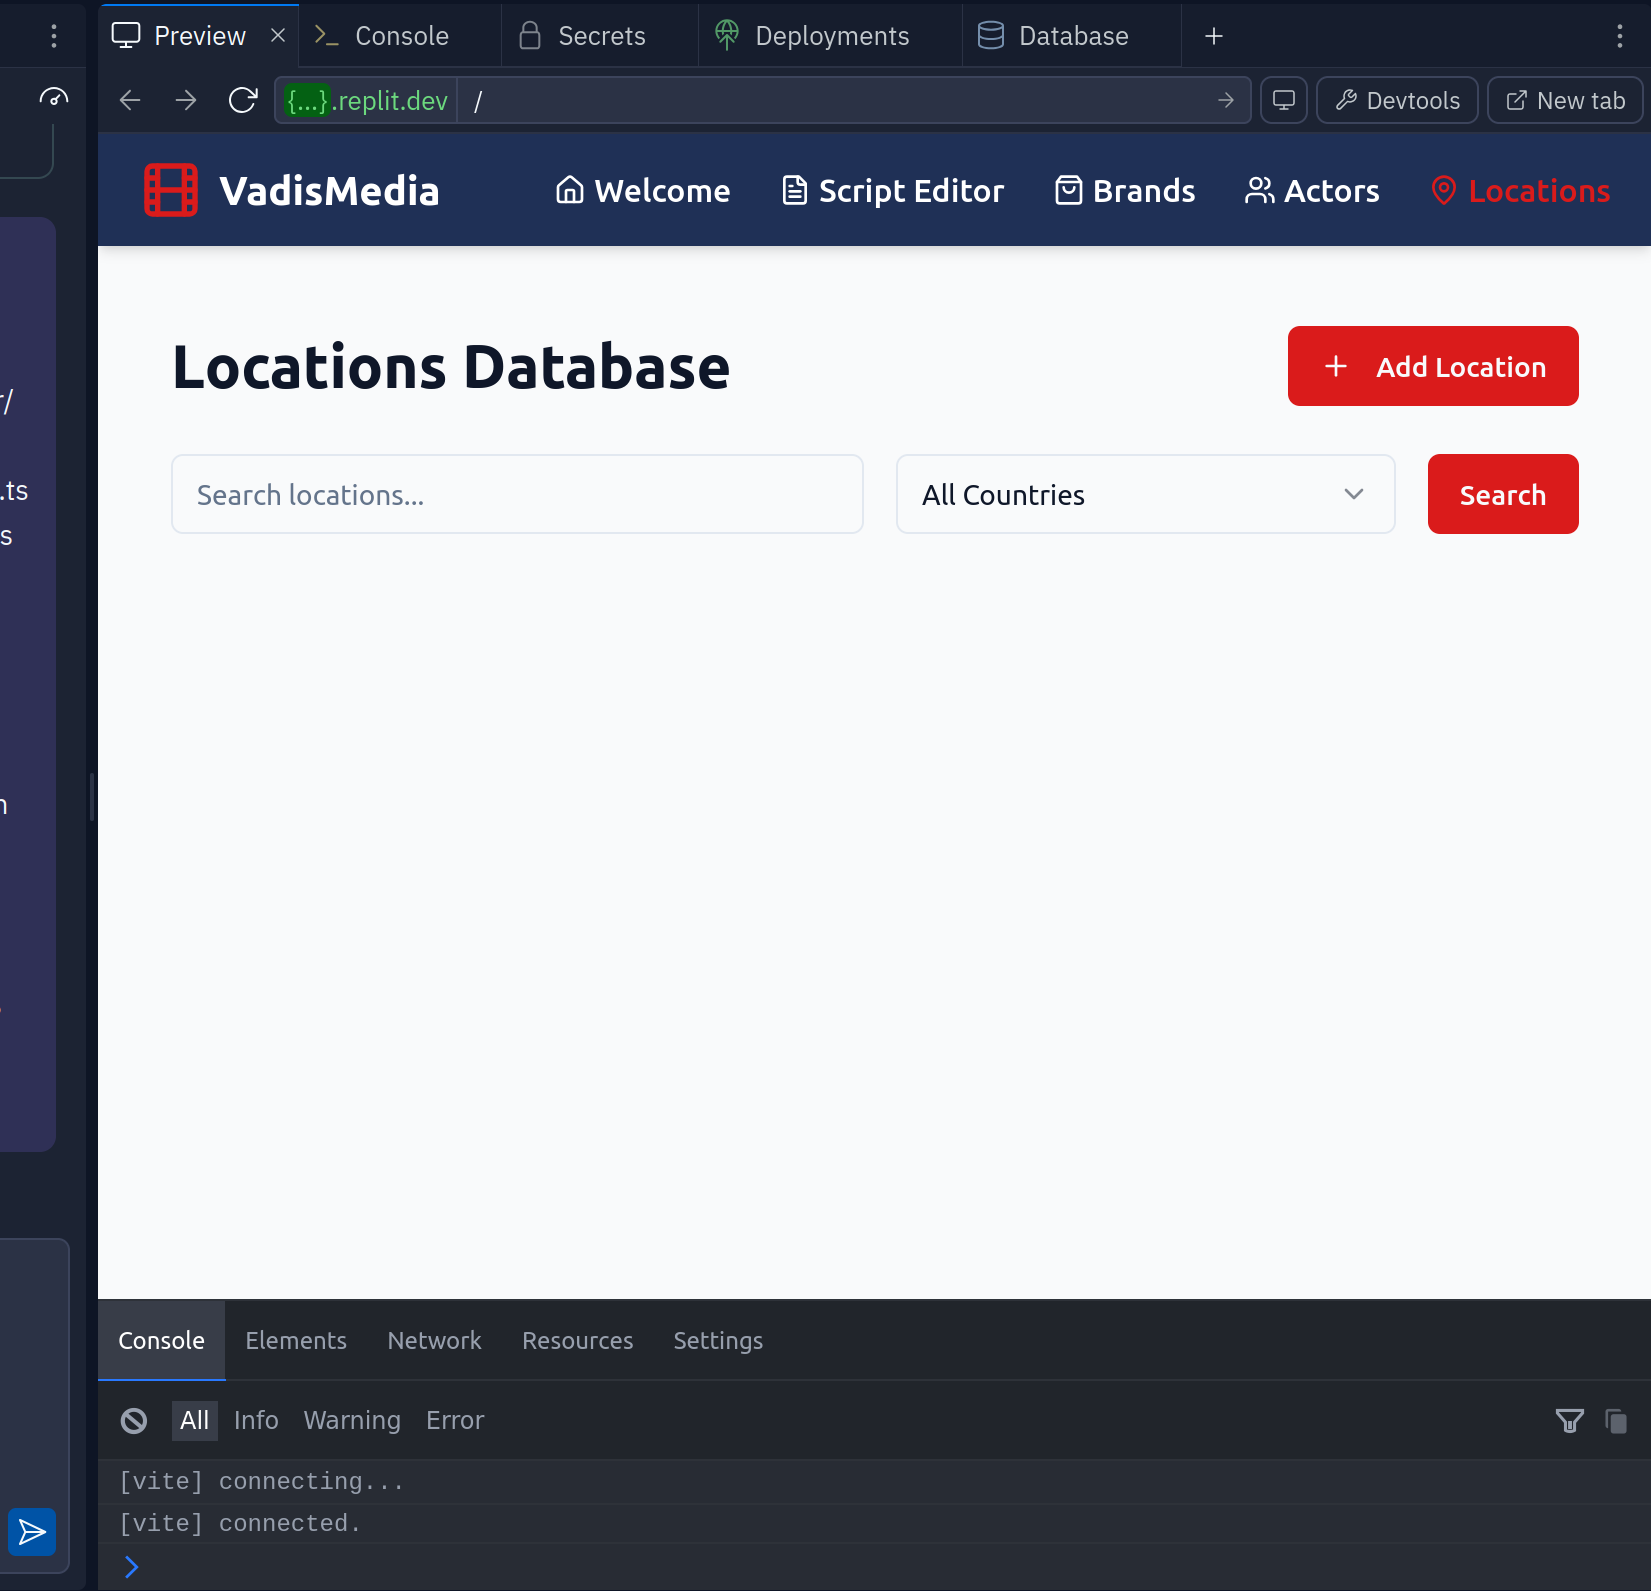 Preview
Console
Secrets
Deployments
Database
{...}.replit.dev
/
Devtools
New tab
r/
.ts
s
n
VadisMedia
Welcome
Script Editor
Brands
Actors
Locations
Locations Database
Add Location
Search locations...
All Countries
Search
Console
Elements
Network
Resources
Settings
All
Info
Warning
Error
[vite] connecting...
[vite] connected.